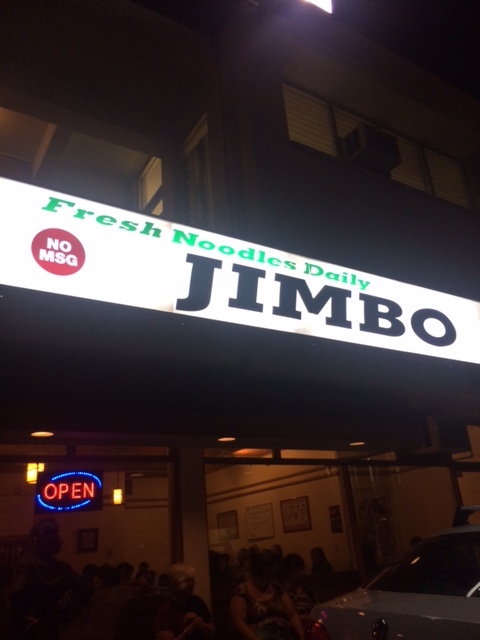 Fresh Noodles Daily
NO
MSG
JIMBO
OPEN